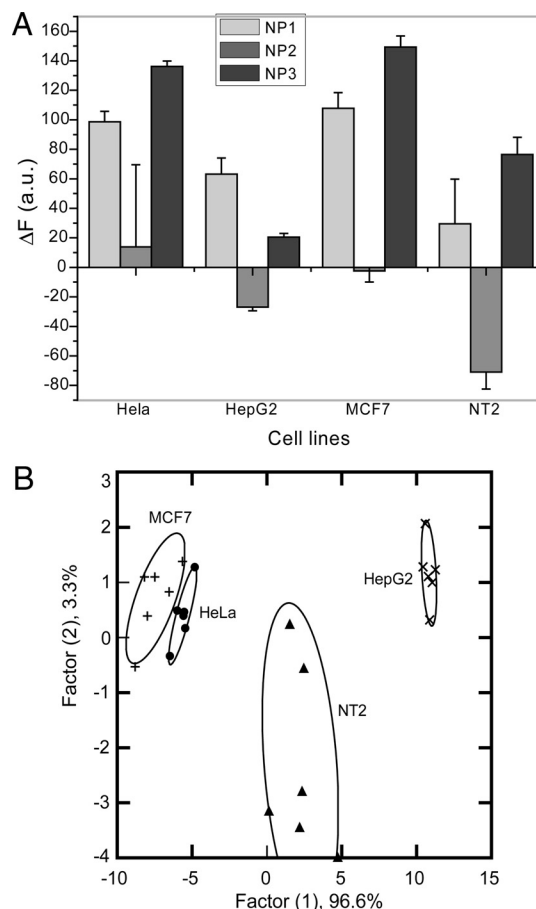 A
NP1
NP2
NP3
160
140
120
100
80
60
40
20
0
-20
-40
-60
-80
ΔF (a.u.)
Hela HepG2 MCF7 NT2
Cell lines
B
3
2
1
0
-1
-2
-3
-4
Factor (2), 3.3%
MCF7
HepG2
HeLa
NT2
-10 -5 0 5 10 15
Factor (1), 96.6%